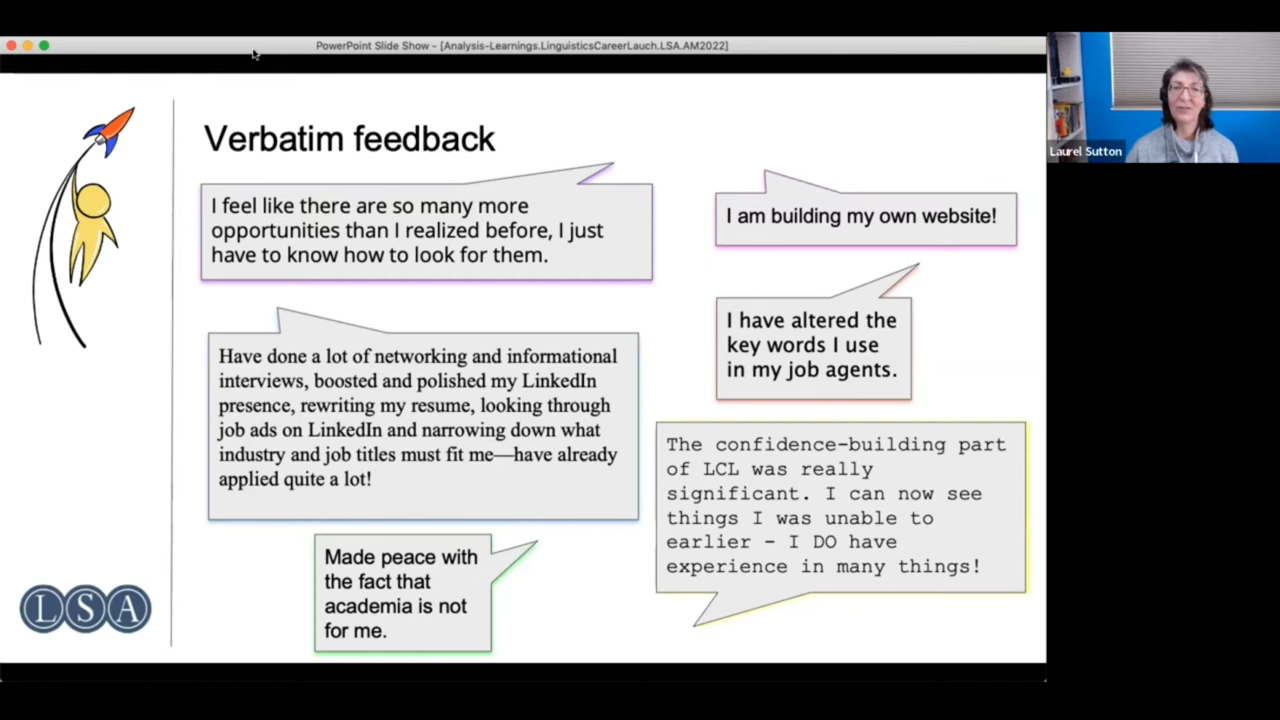 PowerPoint Slide Show - [Analysis-Learnings.LinguisticsCareerLauch.LSA.AM2022]
Laurel Sutton
Verbatim feedback
I feel like there are so many more
opportunities than I realized before, I just
have to know how to look for them.
I am building my own website!
I have altered the
key words I use
in my job agents.
Have done a lot of networking and informational
interviews, boosted and polished my LinkedIn
presence, rewriting my resume, looking through
job ads on LinkedIn and narrowing down what
industry and job titles must fit me—have already
applied quite a lot!
The confidence-building part
of LCL was really
significant. I can now see
things I was unable to
earlier - I DO have
experience in many things!
Made peace with
the fact that
academia is not
for me.
LSA